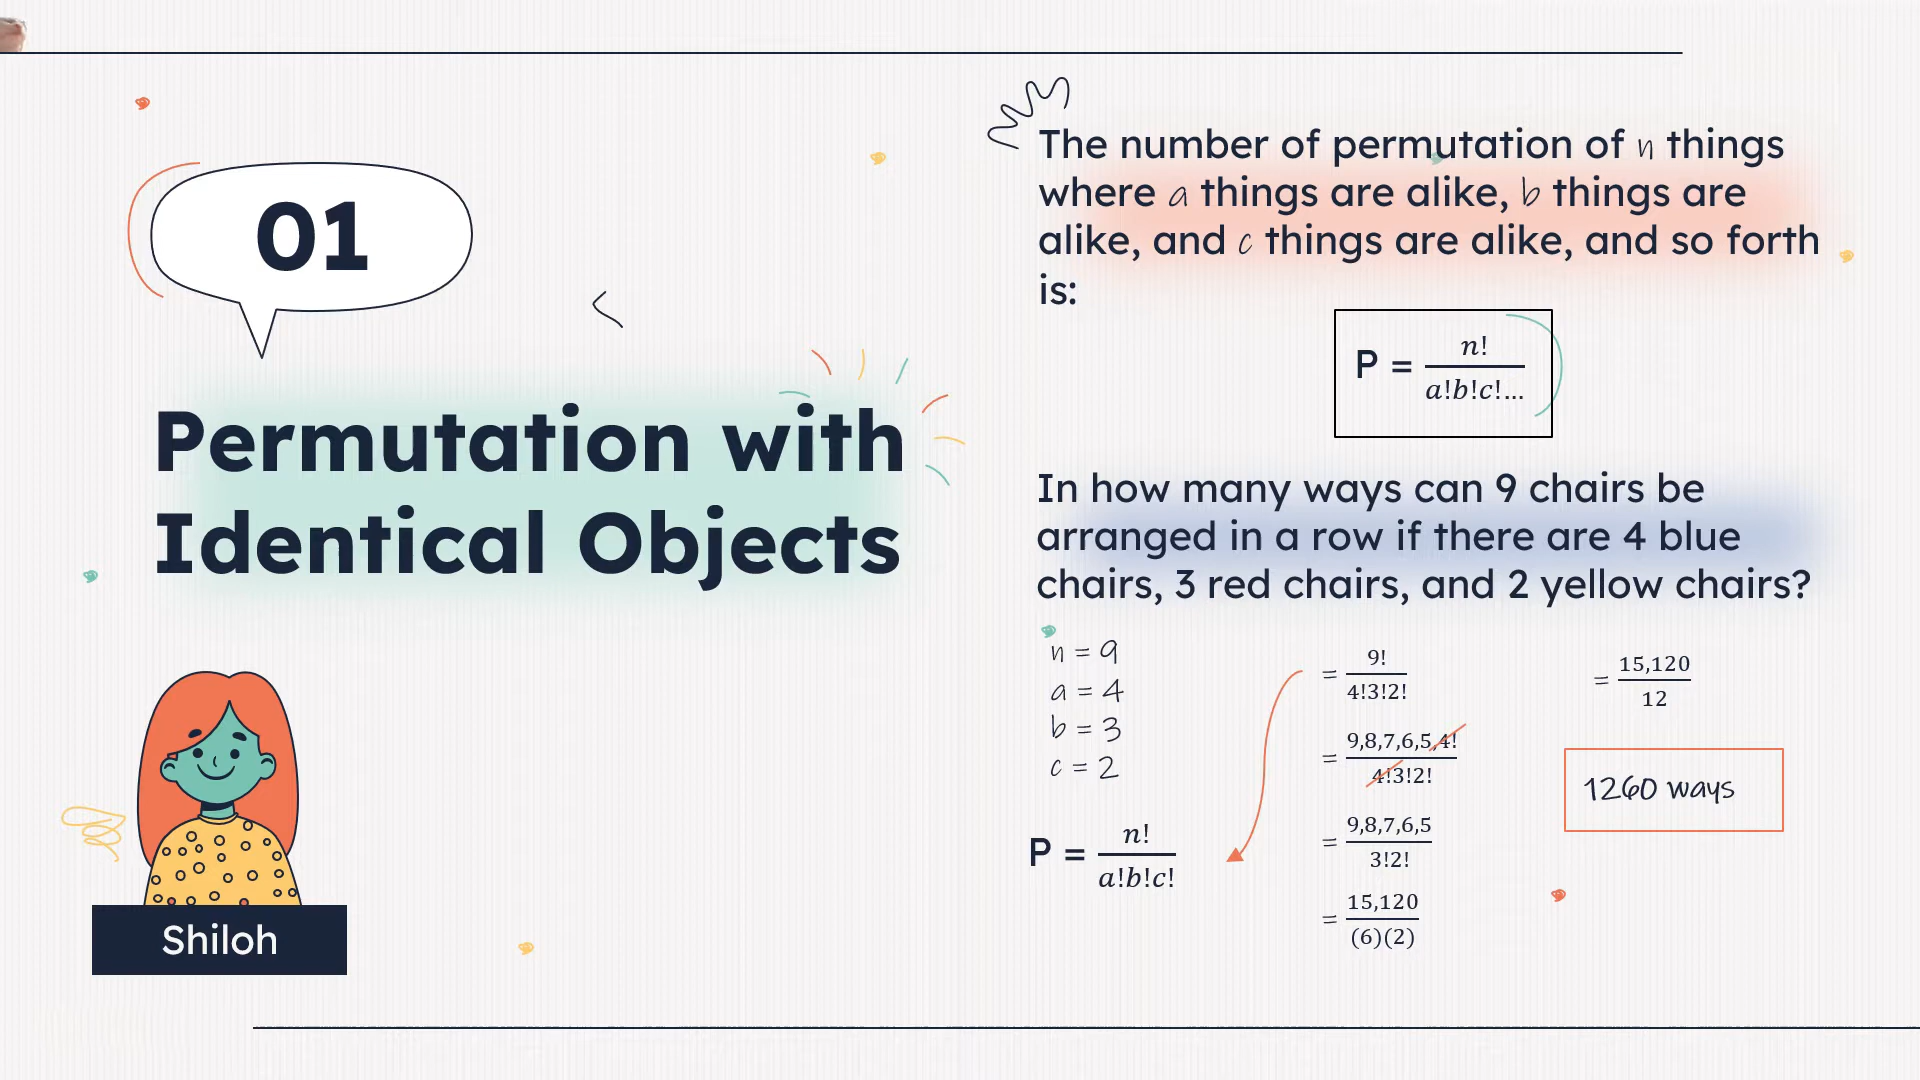 01
Permutation with
Identical Objects
Shiloh
The number of permutation of n things
where a things are alike, b things are
alike, and c things are alike, and so forth
is:
P = n! / a!b!c!...
In how many ways can 9 chairs be
arranged in a row if there are 4 blue
chairs, 3 red chairs, and 2 yellow chairs?
n = 9
a = 4
b = 3
c = 2
P = n! / a!b!c!
= 9! / 4!3!2!
= 9,8,7,6,5,4! / 4!3!2!
= 9,8,7,6,5 / 3!2!
= 15,120 / (6)(2)
= 15,120 / 12
1260 ways